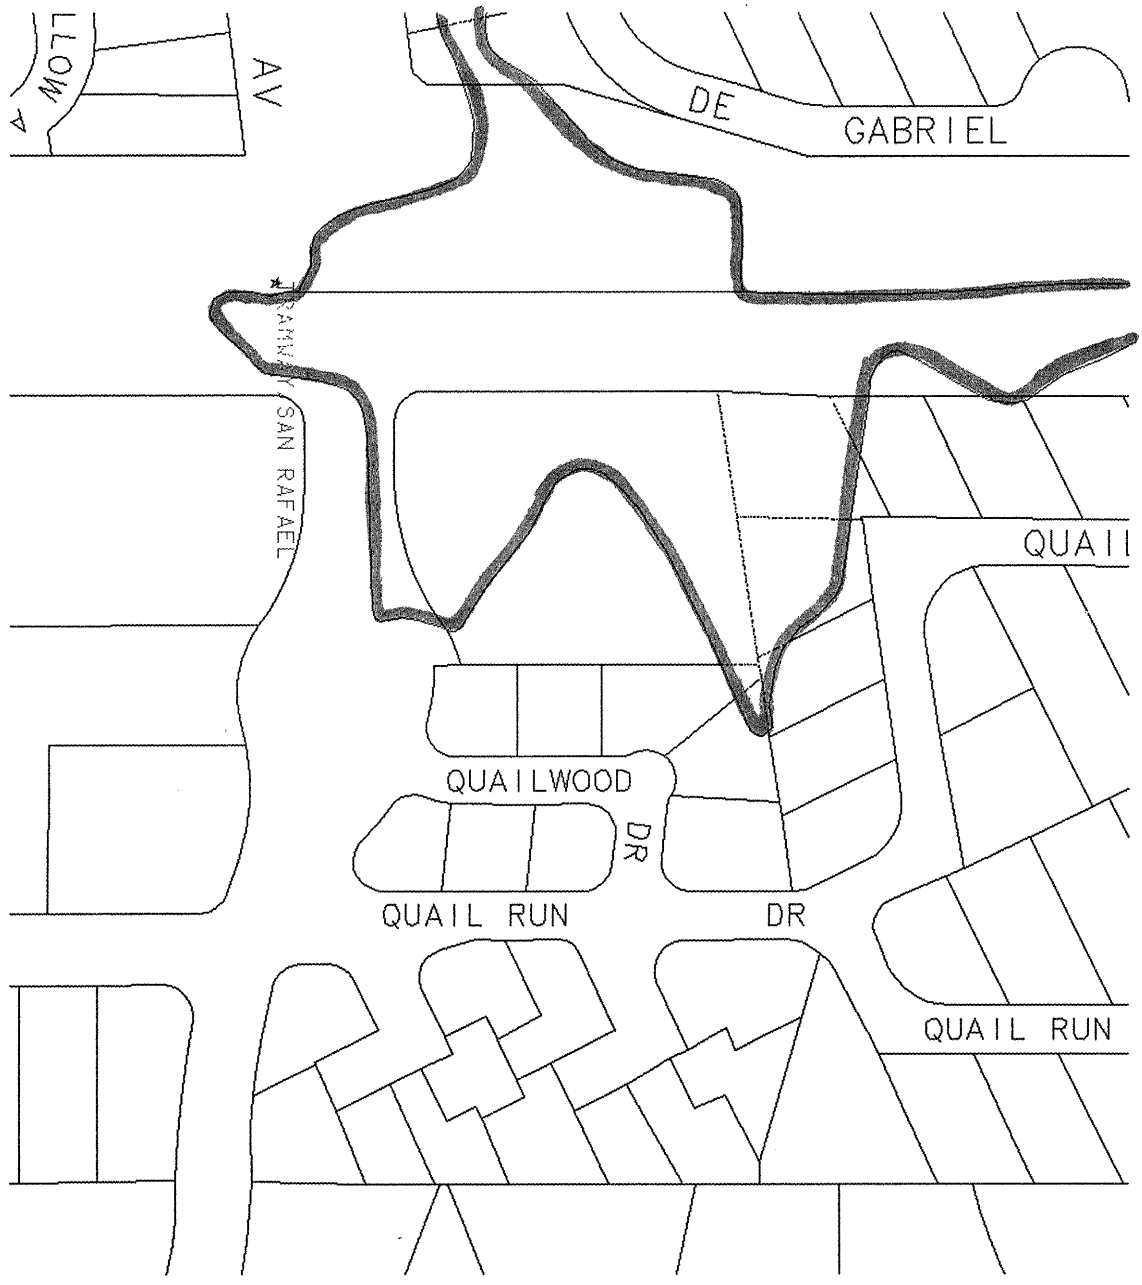 LLOW
AV
DE
GABRIEL
TRAMWAY SAN RAFAEL
QUAIL
QUAILWOOD
DR
QUAIL RUN
DR
QUAIL RUN